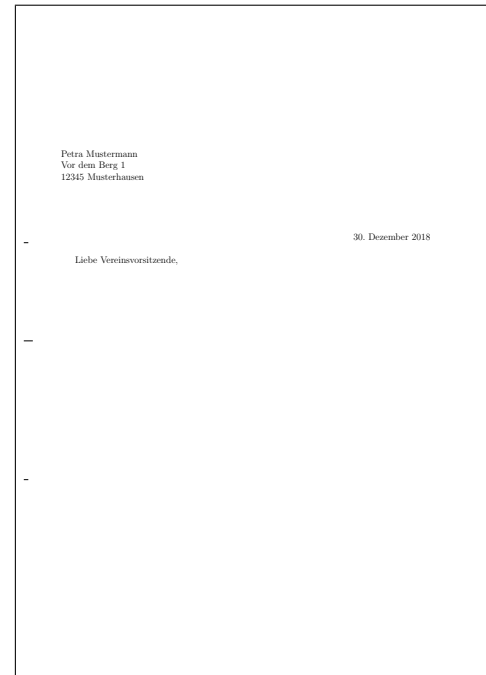 Petra Mustermann
Vor dem Berg 1
12345 Musterhausen
30. Dezember 2018
Liebe Vereinsvorsitzende,